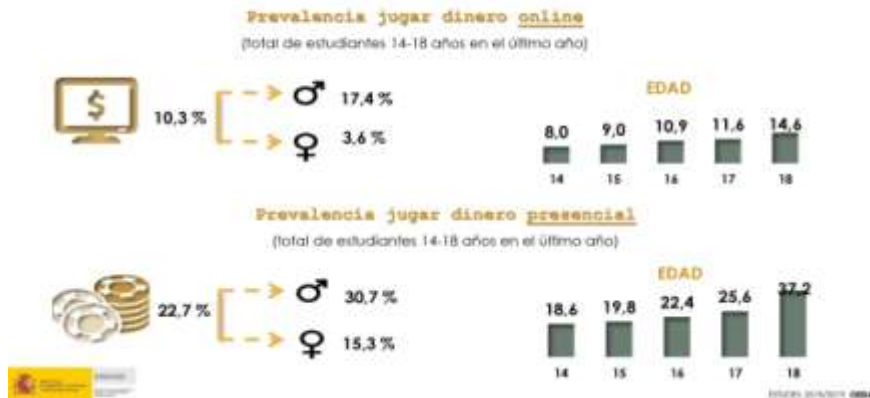 Prevalencia jugar dinero online
(total de estudiantes 14-18 años en el último año)
$
10,3 %
17,4 %
3,6 %
EDAD
8,0 9,0 10,9 11,6 14,6
14 15 16 17 18
Prevalencia jugar dinero presencial
(total de estudiantes 14-18 años en el último año)
22,7 %
30,7 %
15,3 %
EDAD
18,6 19,8 22,4 25,6 37,2
14 15 16 17 18